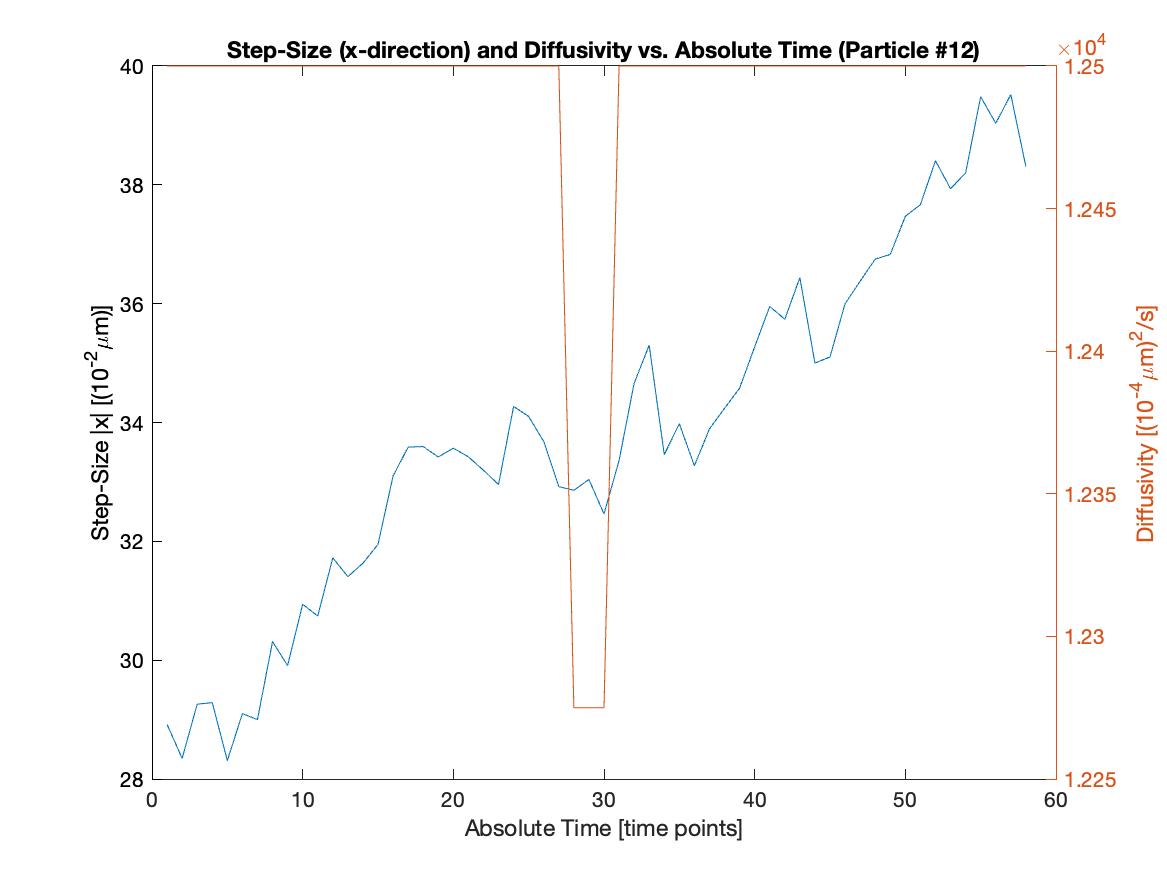 Step-Size (x-direction) and Diffusivity vs. Absolute Time (Particle #12)
×10⁴
40
38
36
34
32
30
28
Step-Size |x| [(10⁻² μm)]
0 10 20 30 40 50 60
Absolute Time [time points]
1.25
1.245
1.24
1.235
1.23
1.225
Diffusivity [(10⁻⁴ μm)²/s]